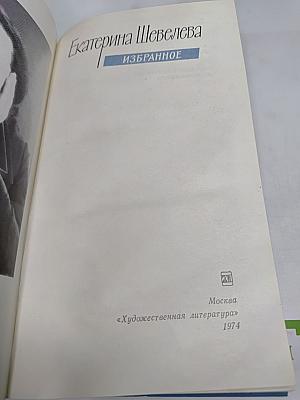 Екатерина Шевелева
ИЗБРАННОЕ
Москва
«Художественная литература»
1974